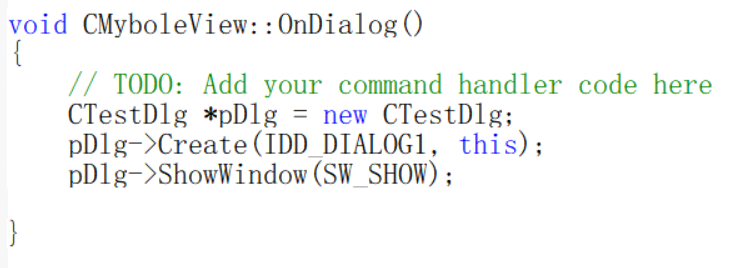 void CMyboleView::OnDialog()
{
    // TODO: Add your command handler code here
    CTestDlg *pDlg = new CTestDlg;
    pDlg->Create(IDD_DIALOG1, this);
    pDlg->ShowWindow(SW_SHOW);

}